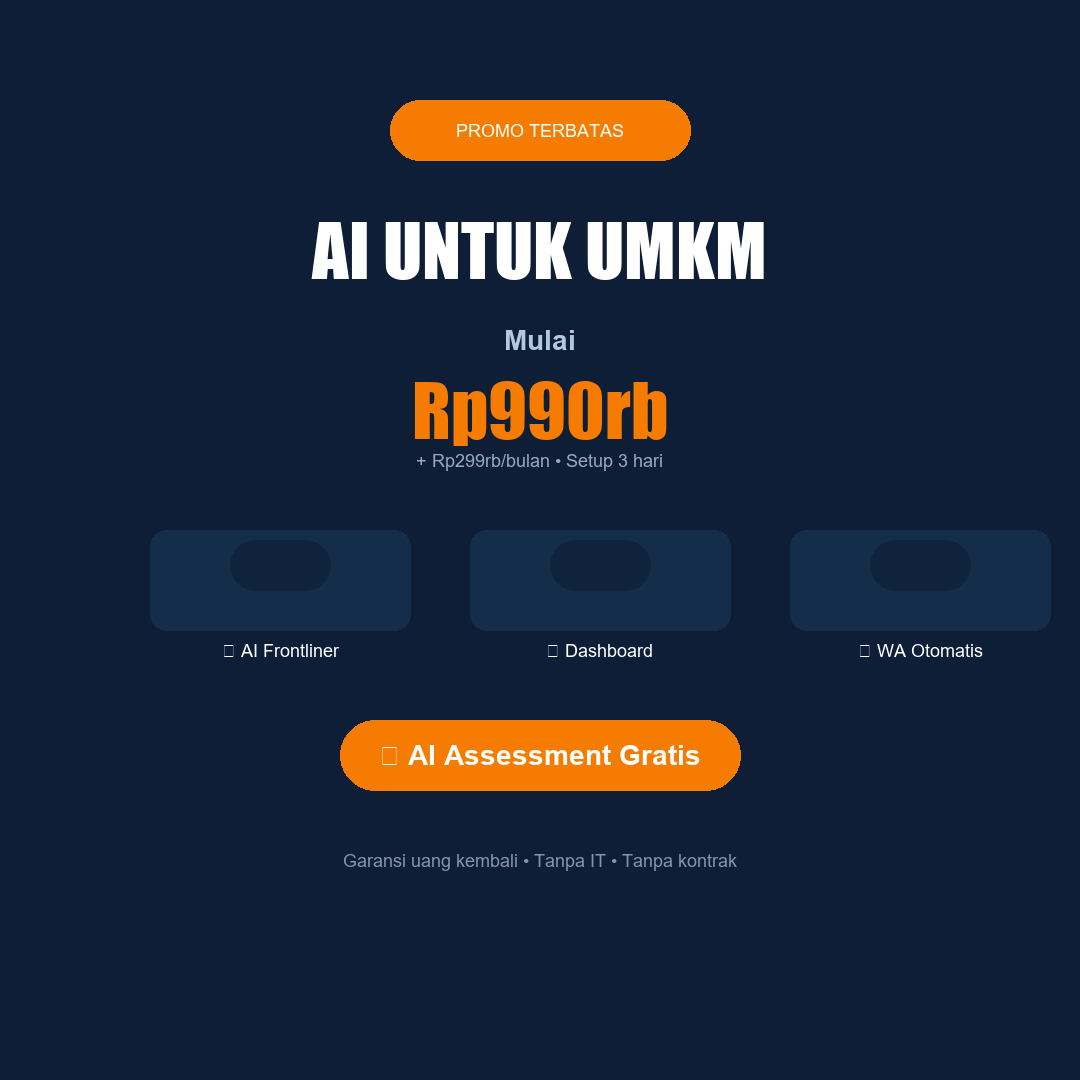 PROMO TERBATAS
AI UNTUK UMKM
Mulai
Rp990rb
+ Rp299rb/bulan • Setup 3 hari
▯ AI Frontliner
▯ Dashboard
▯ WA Otomatis
▯ AI Assessment Gratis
Garansi uang kembali • Tanpa IT • Tanpa kontrak